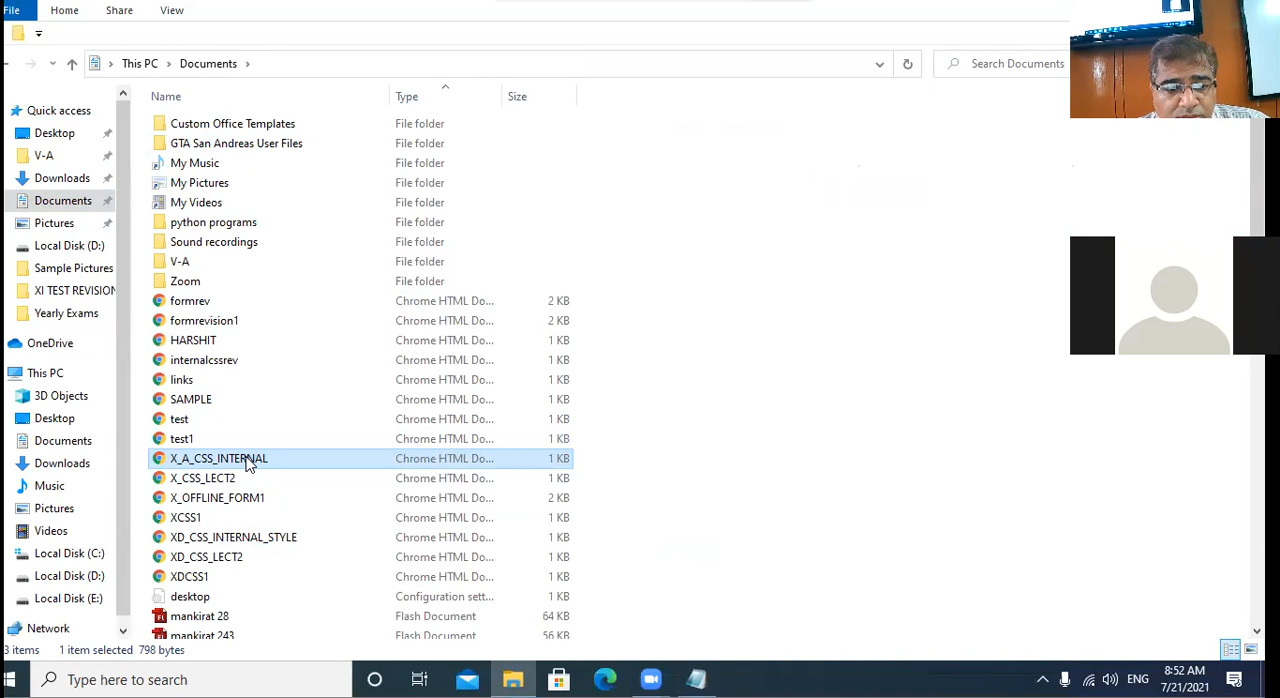 File Home Share View
This PC Documents Search Documents
Name Type Size
Quick access
Desktop
V-A
Downloads
Documents
Pictures
Local Disk (D:)
Sample Pictures
XI TEST REVISION
Yearly Exams
OneDrive
This PC
3D Objects
Desktop
Documents
Downloads
Music
Pictures
Videos
Local Disk (C:)
Local Disk (D:)
Local Disk (E:)
Network
Custom Office Templates File folder
GTA San Andreas User Files File folder
My Music File folder
My Pictures File folder
My Videos File folder
python programs File folder
Sound recordings File folder
V-A File folder
Zoom File folder
formrev Chrome HTML Do... 2 KB
formrevision1 Chrome HTML Do... 2 KB
HARSHIT Chrome HTML Do... 1 KB
internalcssrev Chrome HTML Do... 1 KB
links Chrome HTML Do... 1 KB
SAMPLE Chrome HTML Do... 1 KB
test Chrome HTML Do... 1 KB
test1 Chrome HTML Do... 1 KB
X_A_CSS_INTERNAL Chrome HTML Do... 1 KB
X_CSS_LECT2 Chrome HTML Do... 1 KB
X_OFFLINE_FORM1 Chrome HTML Do... 2 KB
XCSS1 Chrome HTML Do... 1 KB
XD_CSS_INTERNAL_STYLE Chrome HTML Do... 1 KB
XD_CSS_LECT2 Chrome HTML Do... 1 KB
XDCSS1 Chrome HTML Do... 1 KB
desktop Configuration sett... 1 KB
mankirat 28 Flash Document 64 KB
mankirat 243 Flash Document 56 KB
3 items 1 item selected 798 bytes
Type here to search
ENG
8:52 AM
7/21/2021